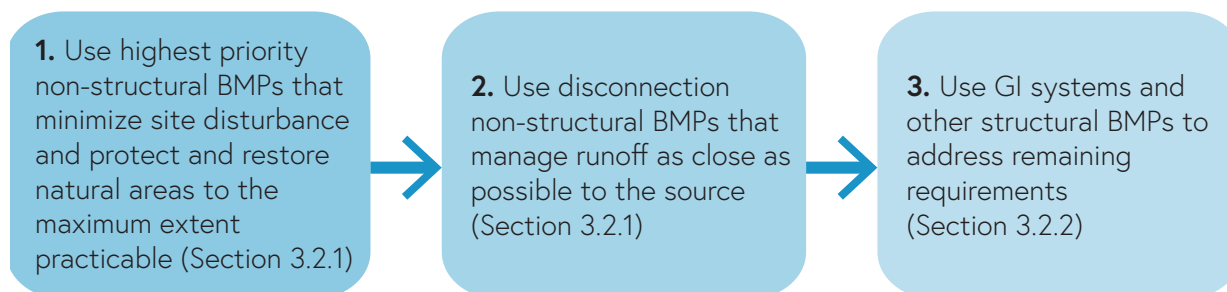 1. Use highest priority
non-structural BMPs that
minimize site disturbance
and protect and restore
natural areas to the
maximum extent
practicable (Section 3.2.1)
2. Use disconnection
non-structural BMPs that
manage runoff as close as
possible to the source
(Section 3.2.1)
3. Use GI systems and
other structural BMPs to
address remaining
requirements
(Section 3.2.2)